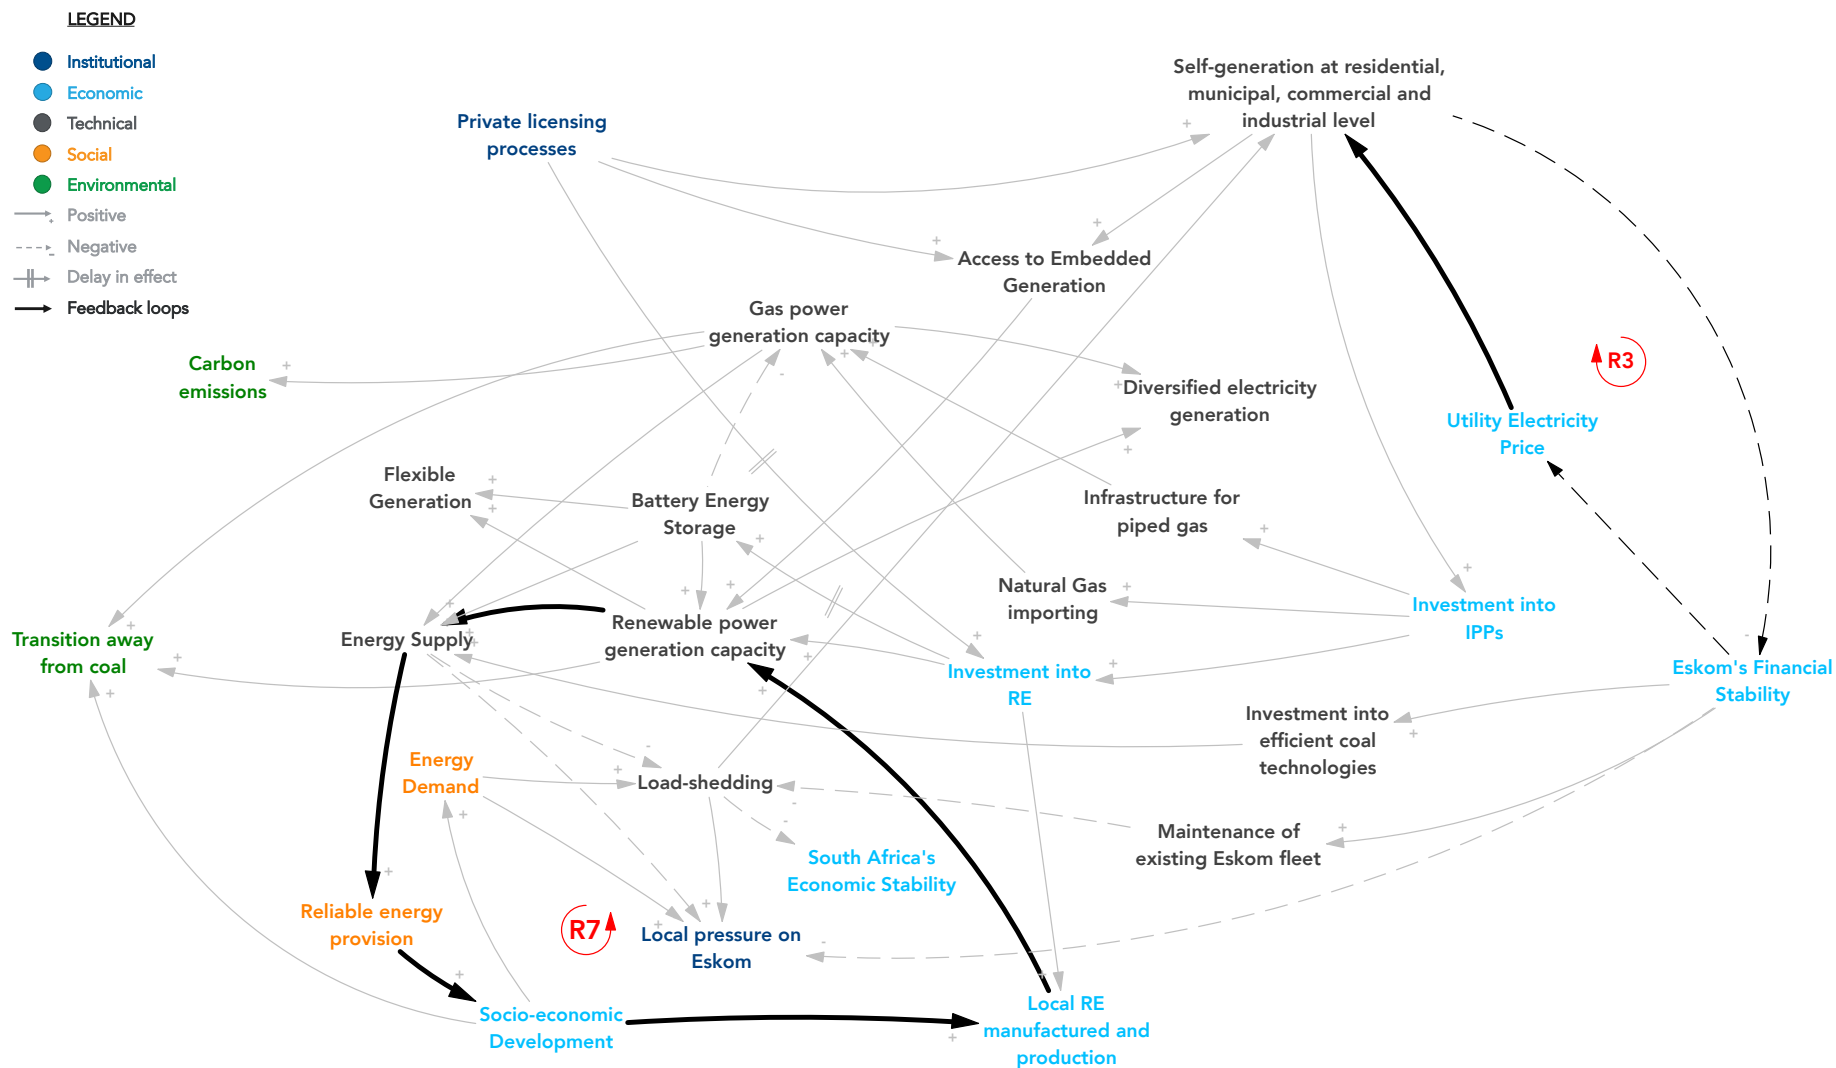 LEGEND
Institutional
Economic
Technical
Social
Environmental
Positive
Negative
Delay in effect
Feedback loops
Self-generation at residential,
municipal, commercial and
industrial level
Private licensing
processes
Access to Embedded
Generation
Gas power
generation capacity
Carbon
emissions
Diversified electricity
generation
R3
Utility Electricity
Price
Flexible
Generation
Battery Energy
Storage
Infrastructure for
piped gas
Natural Gas
importing
Investment into
IPPs
Transition away
from coal
Energy Supply
Renewable power
generation capacity
Investment into
RE
Eskom's Financial
Stability
Investment into
efficient coal
technologies
Energy
Demand
Load-shedding
Maintenance of
existing Eskom fleet
South Africa's
Economic Stability
Reliable energy
provision
R7
Local pressure on
Eskom
Socio-economic
Development
Local RE
manufactured and
production